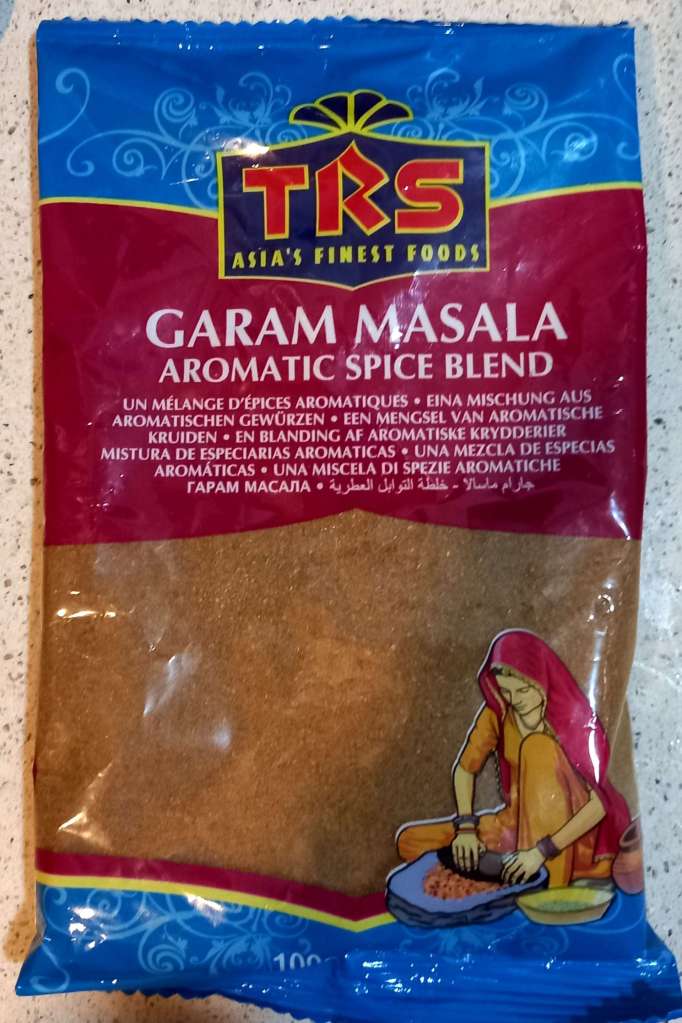 TRS
ASIA'S FINEST FOODS
GARAM MASALA
AROMATIC SPICE BLEND
UN MÉLANGE D'ÉPICES AROMATIQUES • EINA MISCHUNG AUS
AROMATISCHEN GEWÜRZEN • EEN MENGSEL VAN AROMATISCHE
KRUIDEN • EN BLANDING AF AROMATISKE KRYDDERIER
MISTURA DE ESPECIARIAS AROMATICAS • UNA MEZCLA DE ESPECIAS
AROMÁTICAS • UNA MISCELA DI SPEZIE AROMATICHE
ГАРАМ МАСАЛА • جارام ماسالا - خلطة التوابل العطرية